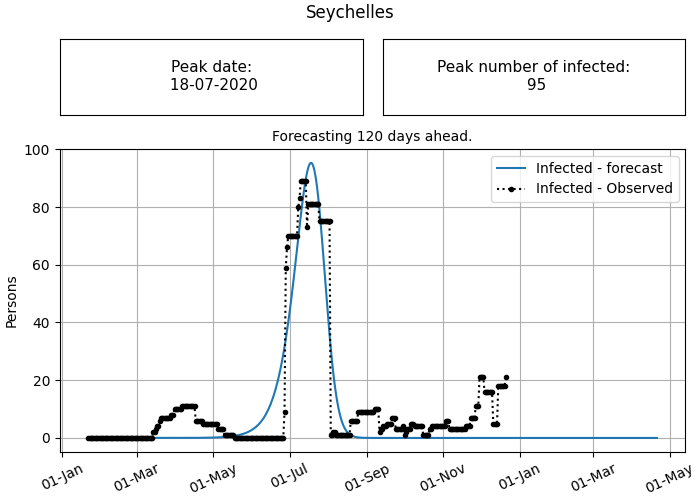 Seychelles
Peak date:
18-07-2020
Peak number of infected:
95
Forecasting 120 days ahead.
100
80
60
40
20
0
Persons
Infected - forecast
Infected - Observed
01-Jan
01-Mar
01-May
01-Jul
01-Sep
01-Nov
01-Jan
01-Mar
01-May